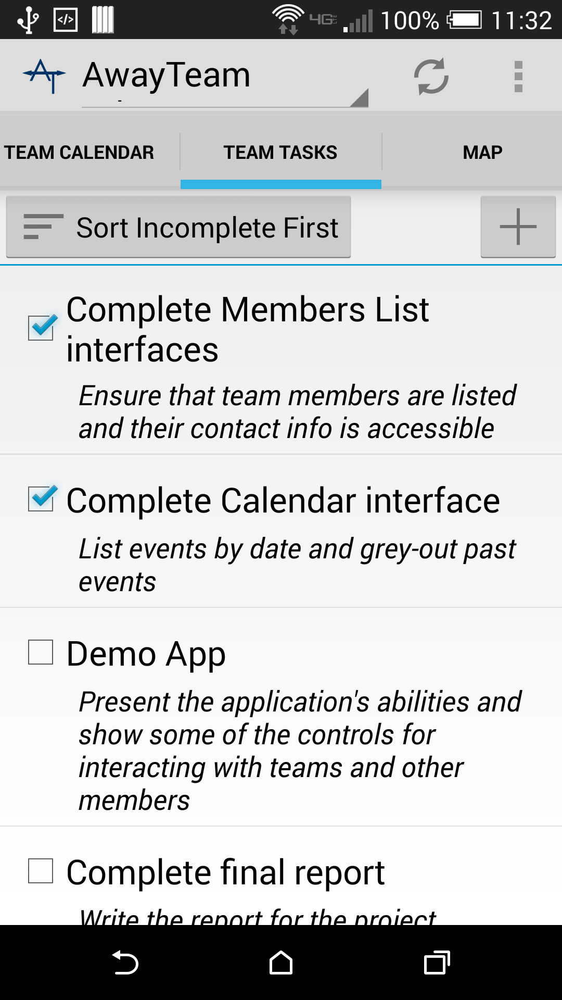 4G LTE 100% 11:32
AwayTeam
TEAM CALENDAR TEAM TASKS MAP
Sort Incomplete First
Complete Members List
interfaces
Ensure that team members are listed
and their contact info is accessible
Complete Calendar interface
List events by date and grey-out past
events
Demo App
Present the application's abilities and
show some of the controls for
interacting with teams and other
members
Complete final report
Write the report for the project